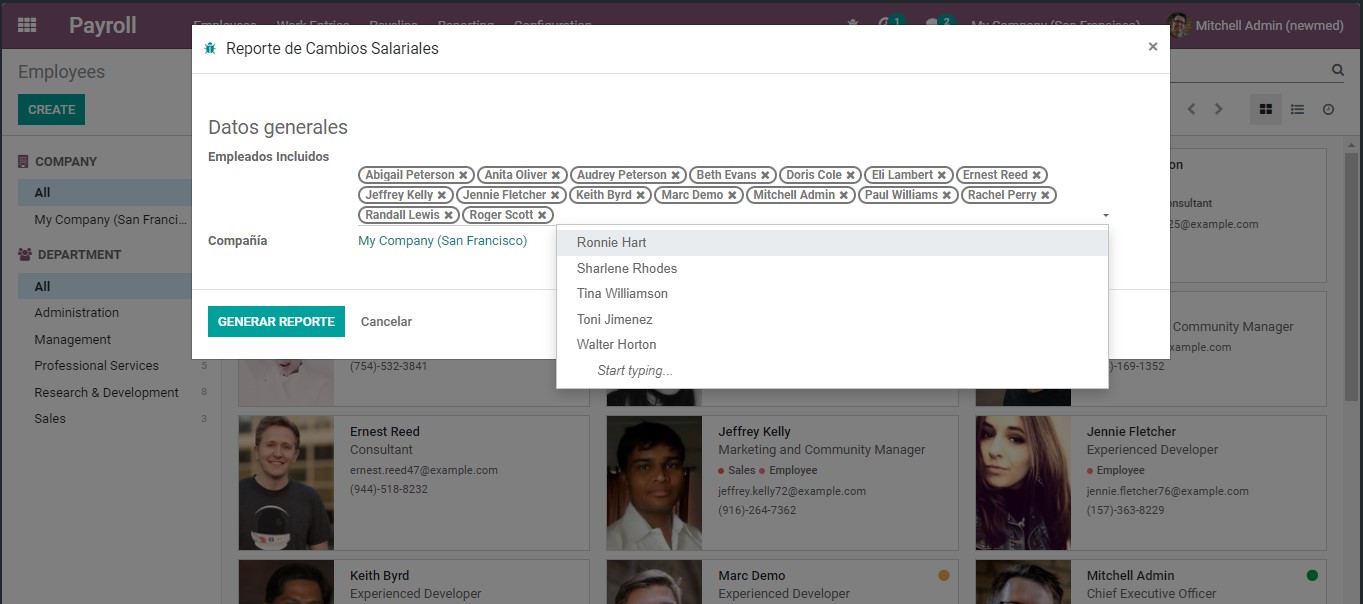 Payroll
Employees Work Entries Payslips Reporting Configuration
1 2 My Company (San Francisco) Mitchell Admin (newmed)
Employees
CREATE
Reporte de Cambios Salariales ×
Datos generales
Empleados Incluidos
Abigail Peterson Anita Oliver Audrey Peterson Beth Evans Doris Cole Eli Lambert Ernest Reed
Jeffrey Kelly Jennie Fletcher Keith Byrd Marc Demo Mitchell Admin Paul Williams Rachel Perry
Randall Lewis Roger Scott
Compañía My Company (San Francisco)
Ronnie Hart
Sharlene Rhodes
Tina Williamson
Toni Jimenez
Walter Horton
Start typing...
GENERAR REPORTE Cancelar
COMPANY
All
My Company (San Franci...
DEPARTMENT
All
Administration
Management
Professional Services 5
Research & Development 8
Sales 3
on
onsultant
25@example.com
Community Manager
xample.com
(754)-532-3841
)-169-1352
Ernest Reed
Consultant
ernest.reed47@example.com
(944)-518-8232
Jeffrey Kelly
Marketing and Community Manager
Sales Employee
jeffrey.kelly72@example.com
(916)-264-7362
Jennie Fletcher
Experienced Developer
Employee
jennie.fletcher76@example.com
(157)-363-8229
Keith Byrd
Experienced Developer
Marc Demo
Experienced Developer
Mitchell Admin
Chief Executive Officer